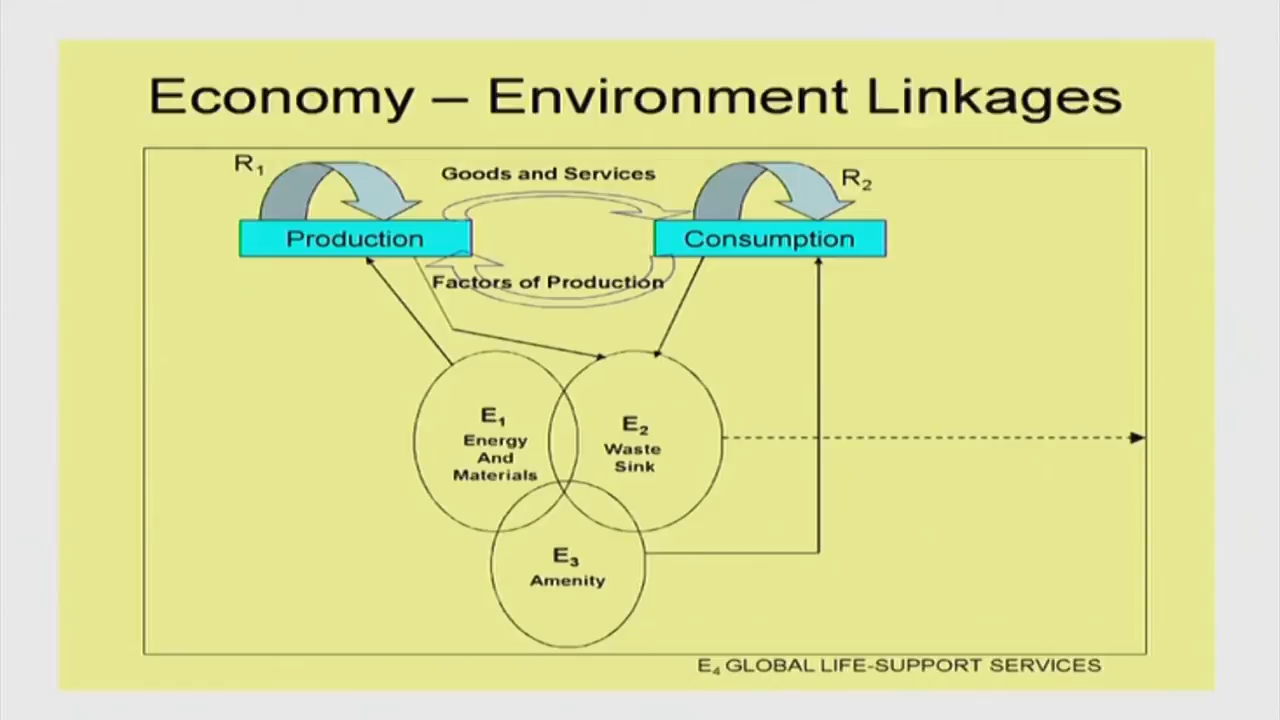 Economy – Environment Linkages
R₁
Goods and Services
R₂
Production
Consumption
Factors of Production
E₁
Energy
And
Materials
E₂
Waste
Sink
E₃
Amenity
E₄ GLOBAL LIFE-SUPPORT SERVICES